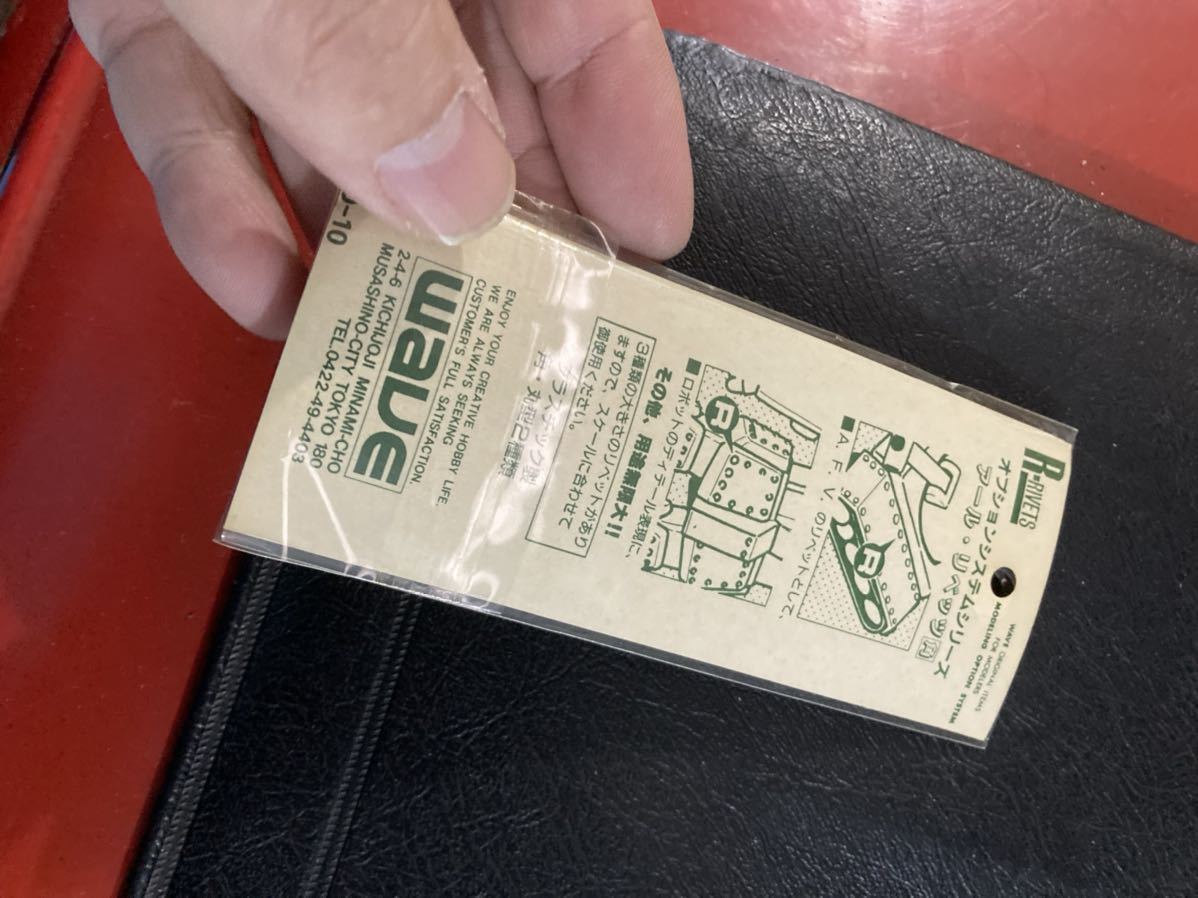 R·RIVETS
WAVE ORIGINAL ITEMS
FOR MODELERS
MODELING OPTION SYSTEM
オプションシステムシリーズ
アール・リベッツ 円
■A.F.V.のリベットとして、
R
■ロボットのディテール表現に、
R
その他、用途無限大!!
3種類の大きさのリベットがあり
ますので、スケールに合わせて
御使用ください。
プラスチック製
2種類
ENJOY YOUR CREATIVE HOBBY LIFE.
WE ARE ALWAYS SEEKING
CUSTOMER'S FULL SATISFACTION.
WAVE
2-4-6 KICHIJOJI MINAMI-CHO
MUSASHINO-CITY TOKYO 180
TEL.0422-49-4403
-10